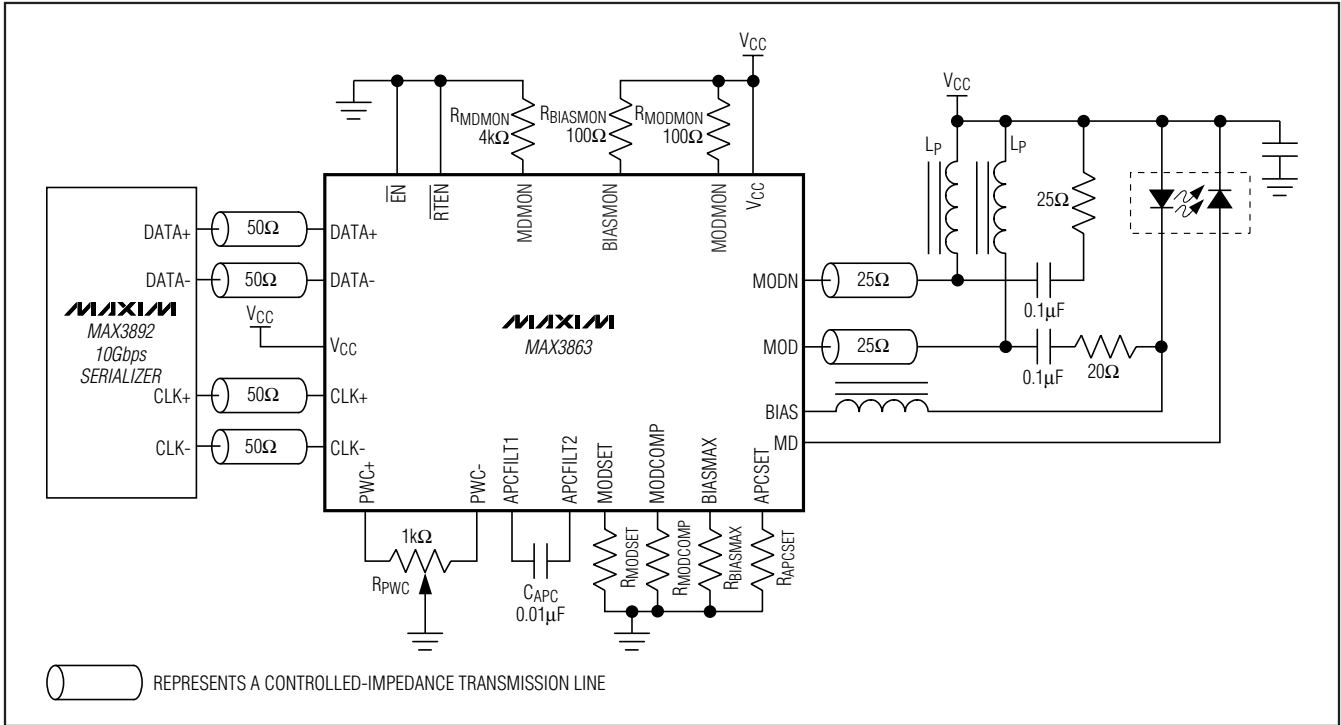 VCC
VCC
RMDMON
4kΩ
RBIASMON
100Ω
RMODMON
100Ω
LP
LP
25Ω
EN
RTEN
MDMON
BIASMON
MODMON
VCC
DATA+
50Ω
DATA+
DATA-
50Ω
DATA-
MODN
25Ω
0.1µF
MAXIM
MAX3892
10Gbps
SERIALIZER
VCC
VCC
MAXIM
MAX3863
MOD
25Ω
0.1µF
20Ω
CLK+
50Ω
CLK+
BIAS
CLK-
50Ω
CLK-
MD
PWC+
PWC-
APCFILT1
APCFILT2
MODSET
MODCOMP
BIASMAX
APCSET
1kΩ
RPWC
CAPC
0.01µF
RMODSET
RMODCOMP
RBIASMAX
RAPCSET
REPRESENTS A CONTROLLED-IMPEDANCE TRANSMISSION LINE